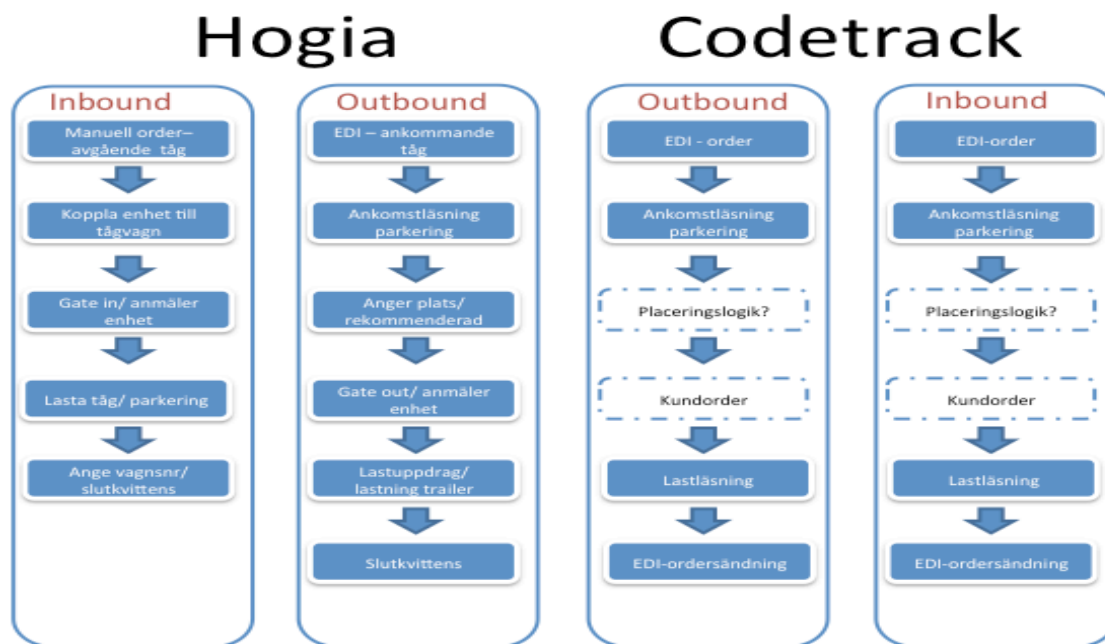 Hogia
Codetrack
Inbound
Manuell order–
avgående tåg
Koppla enhet till
tågvagn
Gate in/ anmäler
enhet
Lasta tåg/ parkering
Ange vagnsnr/
slutkvittens
Outbound
EDI – ankommande
tåg
Ankomstläsning
parkering
Anger plats/
rekommenderad
Gate out/ anmäler
enhet
Lastuppdrag/
lastning trailer
Slutkvittens
Outbound
EDI - order
Ankomstläsning
parkering
Placeringslogik?
Kundorder
Lastläsning
EDI-ordersändning
Inbound
EDI-order
Ankomstläsning
parkering
Placeringslogik?
Kundorder
Lastläsning
EDI-ordersändning